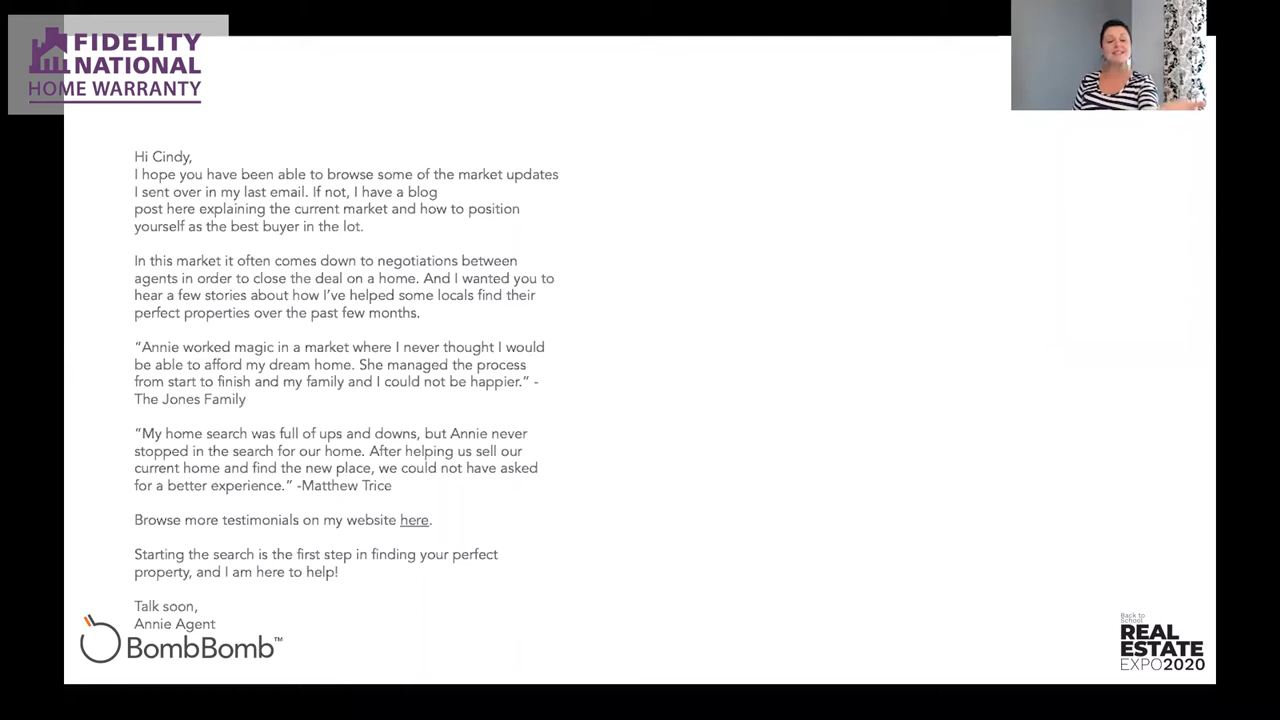 FIDELITY
NATIONAL
HOME WARRANTY
Hi Cindy,
I hope you have been able to browse some of the market updates
I sent over in my last email. If not, I have a blog
post here explaining the current market and how to position
yourself as the best buyer in the lot.
In this market it often comes down to negotiations between
agents in order to close the deal on a home. And I wanted you to
hear a few stories about how I've helped some locals find their
perfect properties over the past few months.
“Annie worked magic in a market where I never thought I would
be able to afford my dream home. She managed the process
from start to finish and my family and I could not be happier.” -
The Jones Family
“My home search was full of ups and downs, but Annie never
stopped in the search for our home. After helping us sell our
current home and find the new place, we could not have asked
for a better experience.” -Matthew Trice
Browse more testimonials on my website here.
Starting the search is the first step in finding your perfect
property, and I am here to help!
Talk soon,
Annie Agent
BombBomb™
Back to
School
REAL
ESTATE
EXPO2020